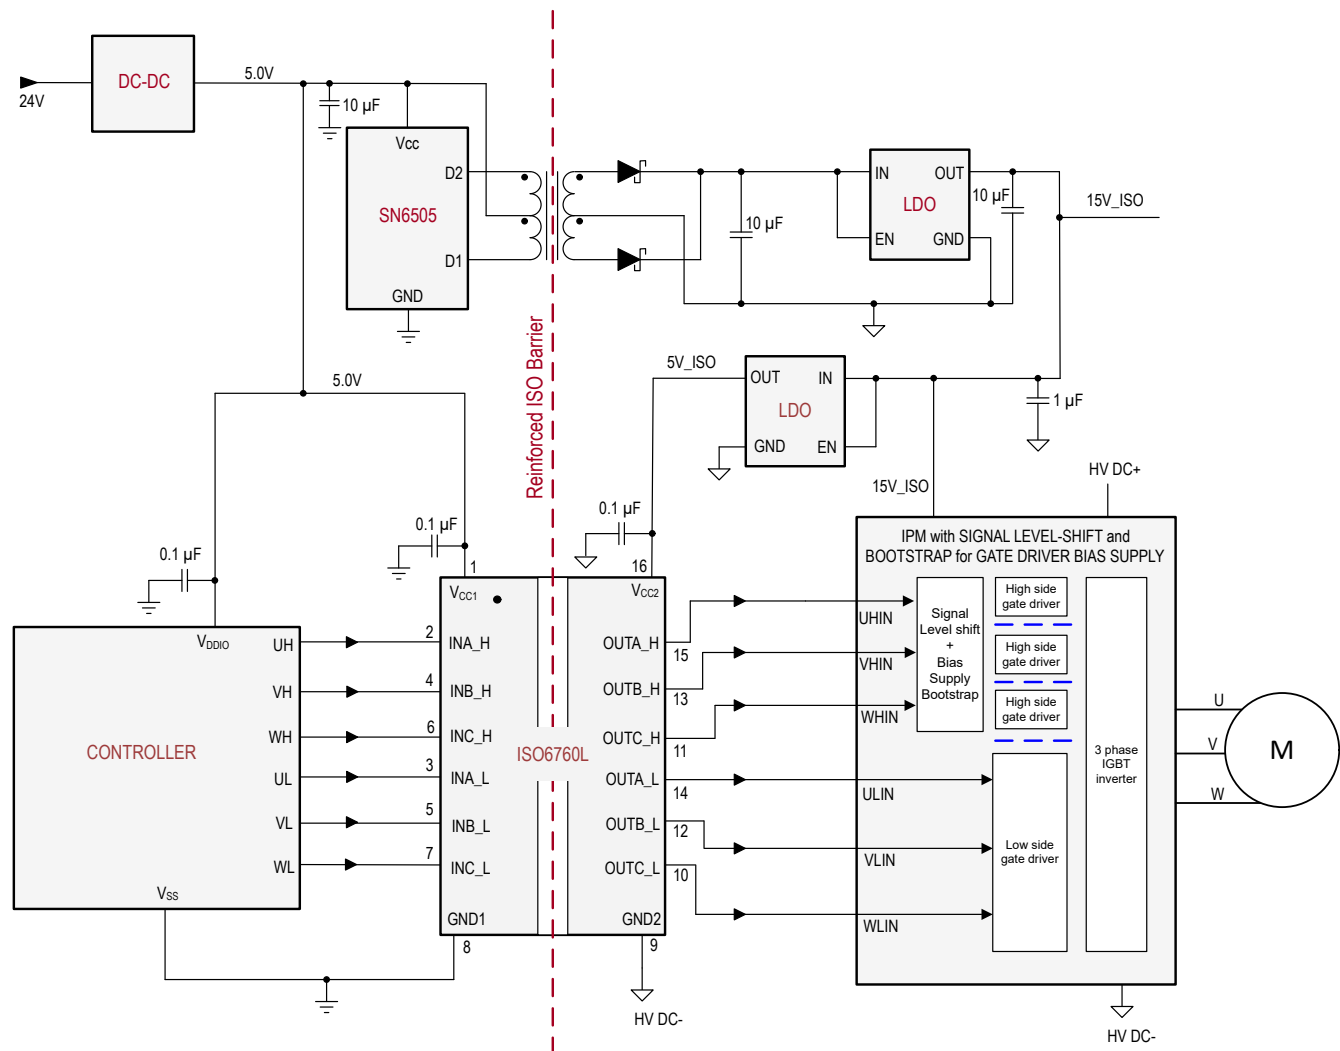 24V
DC-DC
5.0V
10 µF
Vcc
D2
SN6505
D1
GND
Reinforced ISO Barrier
10 µF
IN
OUT
LDO
EN
GND
10 µF
15V_ISO
5.0V
5V_ISO
OUT
IN
LDO
GND
EN
1 µF
15V_ISO
HV DC+
0.1 µF
0.1 µF
0.1 µF
1
16
VDDIO
UH
VH
WH
UL
VL
WL
CONTROLLER
VSS
2
4
6
3
5
7
VCC1
INA_H
INB_H
INC_H
INA_L
INB_L
INC_L
GND1
8
ISO6760L
VCC2
OUTA_H
OUTB_H
OUTC_H
OUTA_L
OUTB_L
OUTC_L
GND2
9
15
13
11
14
12
10
HV DC-
IPM with SIGNAL LEVEL-SHIFT and
BOOTSTRAP for GATE DRIVER BIAS SUPPLY
UHIN
VHIN
WHIN
ULIN
VLIN
WLIN
Signal
Level shift
+
Bias
Supply
Bootstrap
High side
gate driver
High side
gate driver
High side
gate driver
Low side
gate driver
3 phase
IGBT
inverter
U
V
W
M
HV DC-